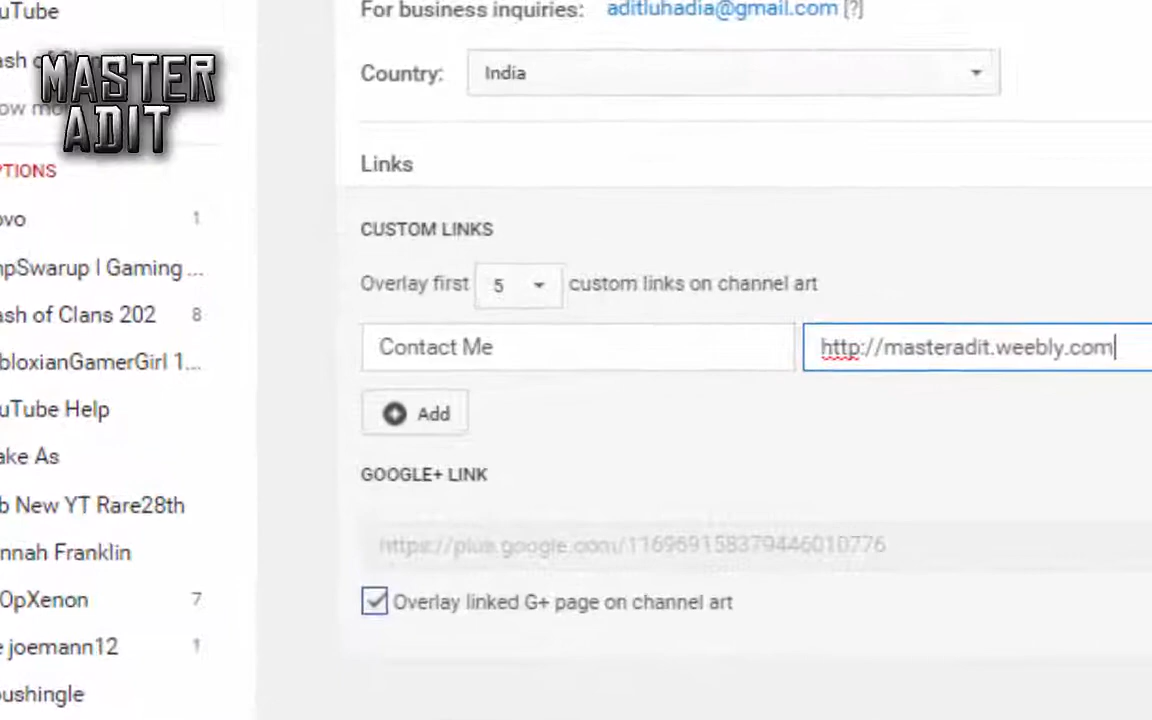 uTube
For business inquiries: aditluhadia@gmail.com [?]
MASTER
ADIT
Country: India
Links
CUSTOM LINKS
1
Gaming ...
Overlay first 5 custom links on channel art
ash of Clans 202 8
Contact Me http://masteradit.weebly.com
bloxianGamerGirl 1...
uTube Help
Add
ake As
GOOGLE+ LINK
b New YT Rare28th
https://plus.google.com/116969158379446010776
nnah Franklin
OpXenon 7
Overlay linked G+ page on channel art
e joemann12 1
oushingle